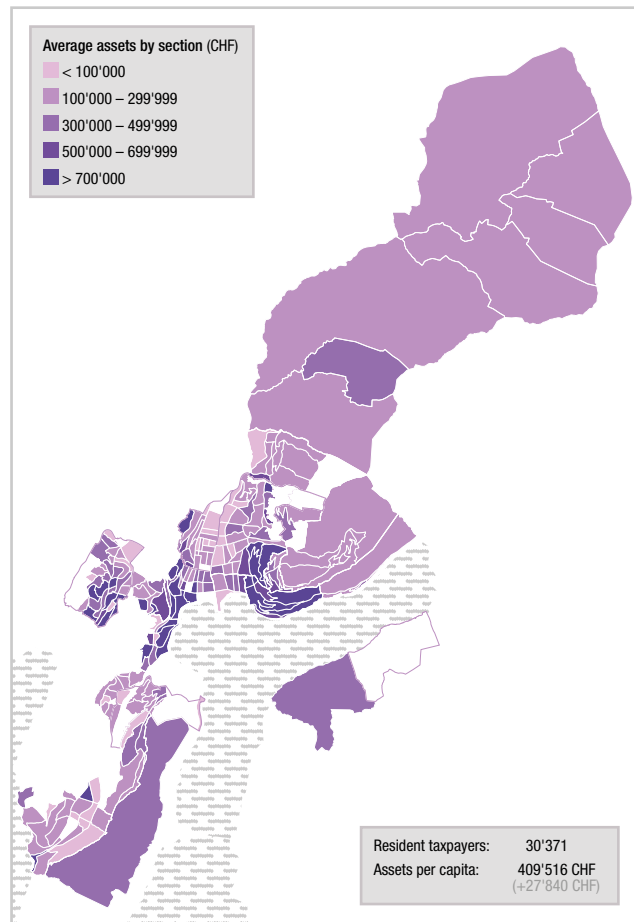 Average assets by section (CHF)
< 100'000
100'000 – 299'999
300'000 – 499'999
500'000 – 699'999
> 700'000
Resident taxpayers: 30'371
Assets per capita: 409'516 CHF
(+27'840 CHF)